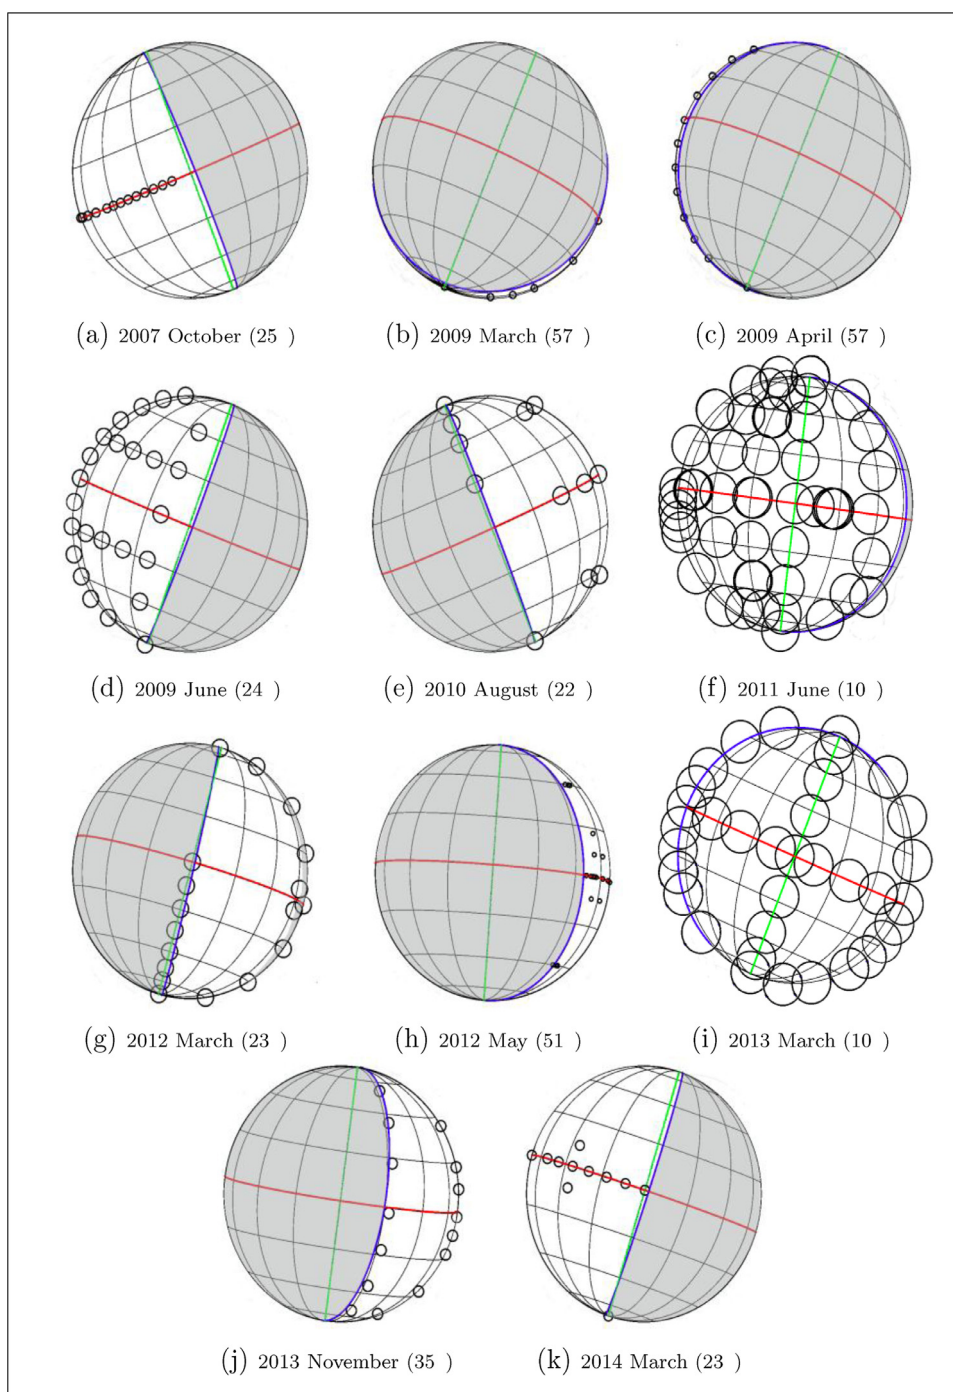 (a) 2007 October (25 )
(b) 2009 March (57 )
(c) 2009 April (57 )
(d) 2009 June (24 )
(e) 2010 August (22 )
(f) 2011 June (10 )
(g) 2012 March (23 )
(h) 2012 May (51 )
(i) 2013 March (10 )
(j) 2013 November (35 )
(k) 2014 March (23 )